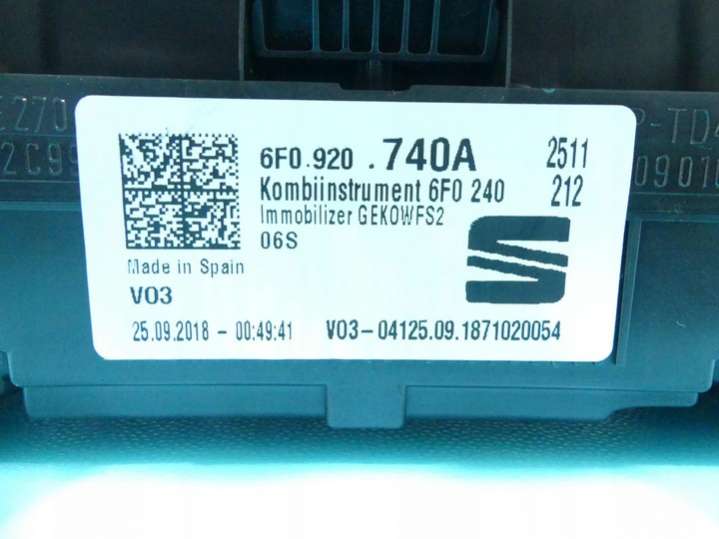 6F0.920 .740A 2511
Kombiinstrument 6F0 240 212
Immobilizer GEKOWFS2
06S
Made in Spain
V03
25.09.2018 - 00:49:41 V03-04125.09.1871020054